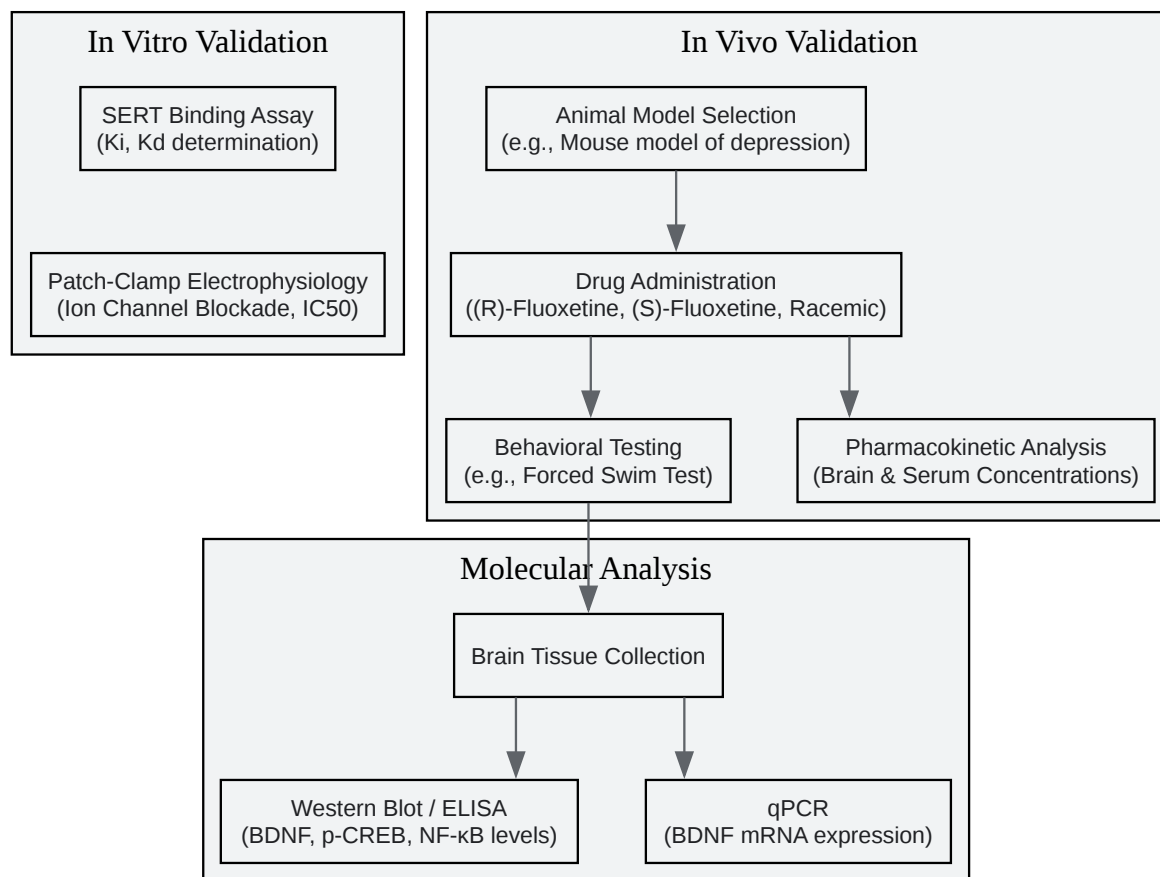 In Vitro Validation
SERT Binding Assay
(Ki, Kd determination)
Patch-Clamp Electrophysiology
(Ion Channel Blockade, IC50)
In Vivo Validation
Animal Model Selection
(e.g., Mouse model of depression)
Drug Administration
((R)-Fluoxetine, (S)-Fluoxetine, Racemic)
Behavioral Testing
(e.g., Forced Swim Test)
Pharmacokinetic Analysis
(Brain & Serum Concentrations)
Molecular Analysis
Brain Tissue Collection
Western Blot / ELISA
(BDNF, p-CREB, NF-κB levels)
qPCR
(BDNF mRNA expression)